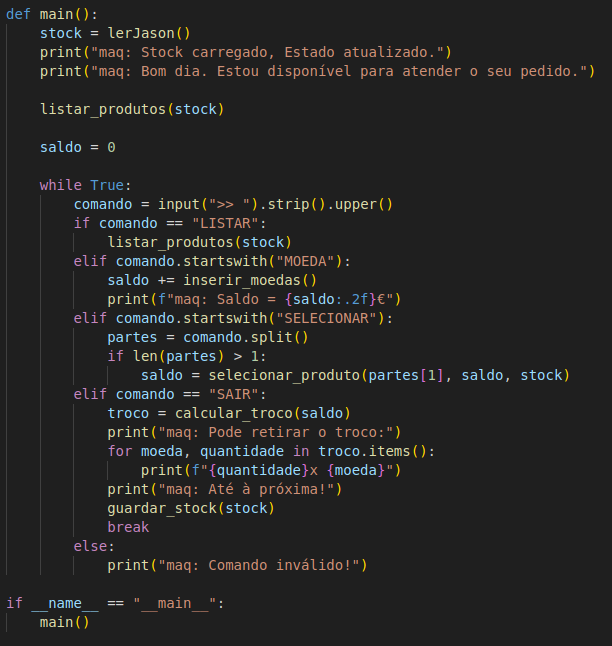 def main():
    stock = lerJason()
    print("maq: Stock carregado, Estado atualizado.")
    print("maq: Bom dia. Estou disponível para atender o seu pedido.")

    listar_produtos(stock)

    saldo = 0

    while True:
        comando = input(">> ").strip().upper()
        if comando == "LISTAR":
            listar_produtos(stock)
        elif comando.startswith("MOEDA"):
            saldo += inserir_moedas()
            print(f"maq: Saldo = {saldo:.2f}€")
        elif comando.startswith("SELECIONAR"):
            partes = comando.split()
            if len(partes) > 1:
                saldo = selecionar_produto(partes[1], saldo, stock)
        elif comando == "SAIR":
            troco = calcular_troco(saldo)
            print("maq: Pode retirar o troco:")
            for moeda, quantidade in troco.items():
                print(f"{quantidade}x {moeda}")
            print("maq: Até à próxima!")
            guardar_stock(stock)
            break
        else:
            print("maq: Comando inválido!")

if __name__ == "__main__":
    main()